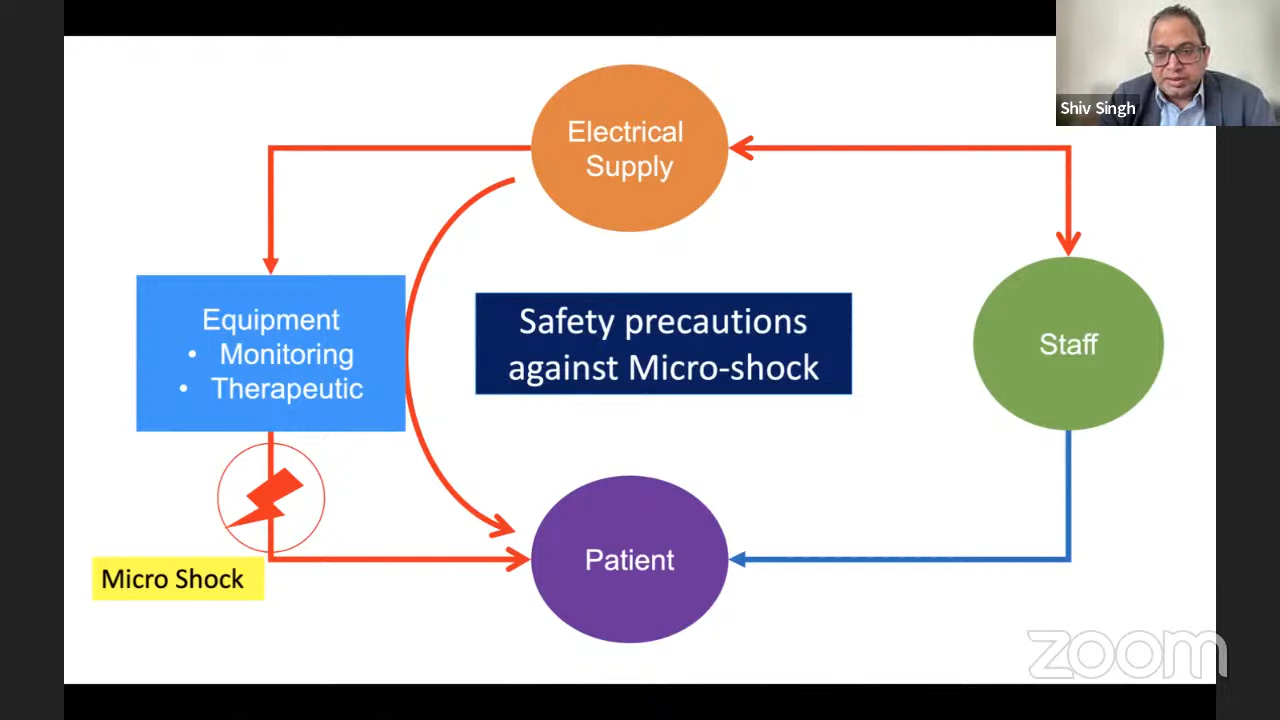 Shiv Singh
Electrical
Supply
Equipment
• Monitoring
• Therapeutic
Safety precautions
against Micro-shock
Staff
Micro Shock
Patient
zoom